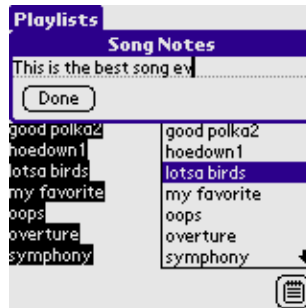 Playlists
Song Notes
This is the best song ev
Done
good polka2
hoedown1
lotsa birds
my favorite
oops
overture
symphony
good polka2
hoedown1
lotsa birds
my favorite
oops
overture
symphony